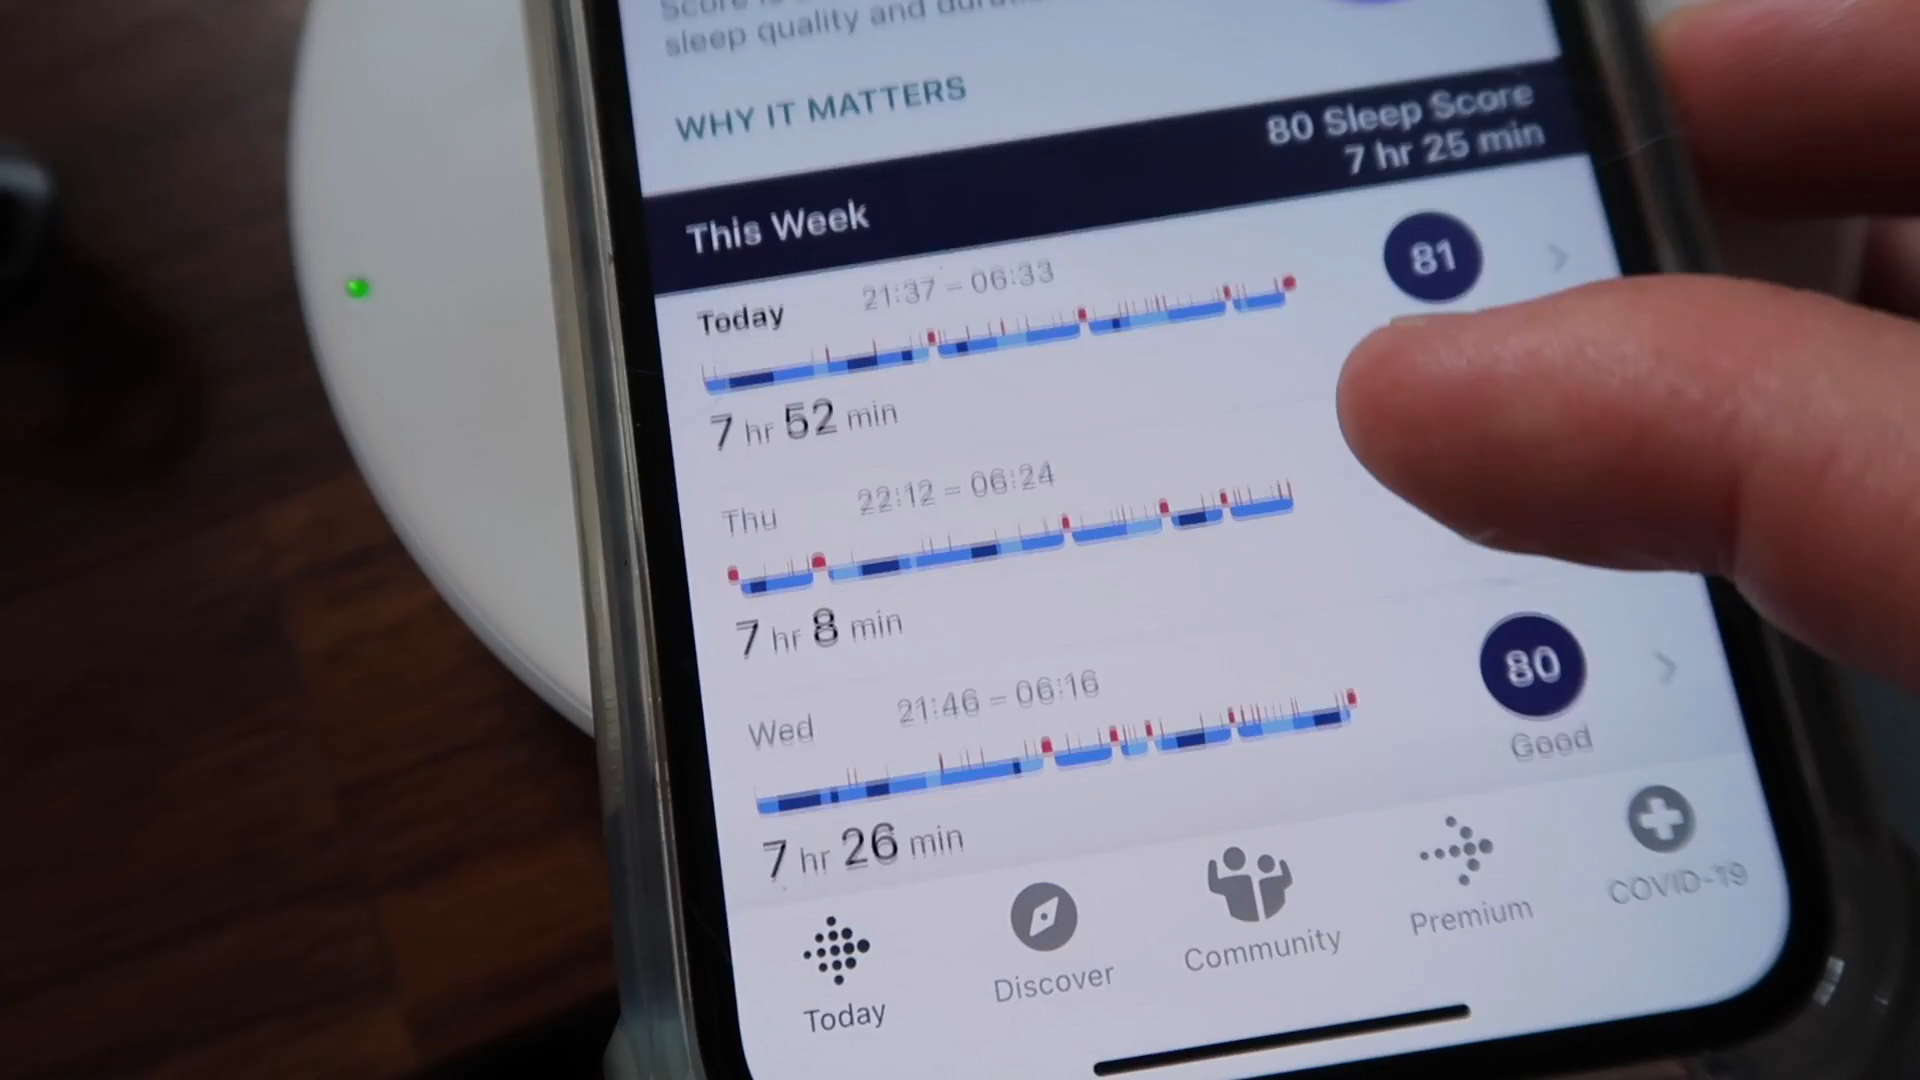 Score is
sleep quality and
WHY IT MATTERS
80 Sleep Score
7 hr 25 min
This Week
Today 21:37 – 06:33
81
7 hr 52 min
Thu 22:12 – 06:24
7 hr 8 min
Wed 21:46 – 06:16
80
Good
7 hr 26 min
Today
Discover
Community
Premium
COVID-19